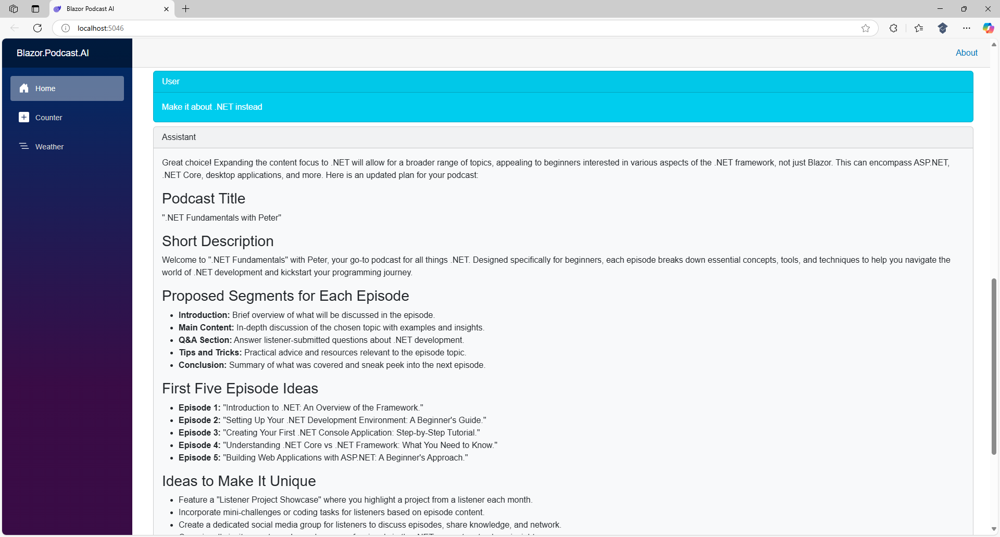 Blazor Podcast AI
localhost:5046
Blazor.Podcast.AI
About
Home
Counter
Weather
User
Make it about .NET instead
Assistant
Great choice! Expanding the content focus to .NET will allow for a broader range of topics, appealing to beginners interested in various aspects of the .NET framework, not just Blazor. This can encompass ASP.NET,
.NET Core, desktop applications, and more. Here is an updated plan for your podcast:
Podcast Title
".NET Fundamentals with Peter"
Short Description
Welcome to ".NET Fundamentals" with Peter, your go-to podcast for all things .NET. Designed specifically for beginners, each episode breaks down essential concepts, tools, and techniques to help you navigate the
world of .NET development and kickstart your programming journey.
Proposed Segments for Each Episode
• Introduction: Brief overview of what will be discussed in the episode.
• Main Content: In-depth discussion of the chosen topic with examples and insights.
• Q&A Section: Answer listener-submitted questions about .NET development.
• Tips and Tricks: Practical advice and resources relevant to the episode topic.
• Conclusion: Summary of what was covered and sneak peek into the next episode.
First Five Episode Ideas
• Episode 1: "Introduction to .NET: An Overview of the Framework."
• Episode 2: "Setting Up Your .NET Development Environment: A Beginner's Guide."
• Episode 3: "Creating Your First .NET Console Application: Step-by-Step Tutorial."
• Episode 4: "Understanding .NET Core vs .NET Framework: What You Need to Know."
• Episode 5: "Building Web Applications with ASP.NET: A Beginner's Approach."
Ideas to Make It Unique
• Feature a "Listener Project Showcase" where you highlight a project from a listener each month.
• Incorporate mini-challenges or coding tasks for listeners based on episode content.
• Create a dedicated social media group for listeners to discuss episodes, share knowledge, and network.